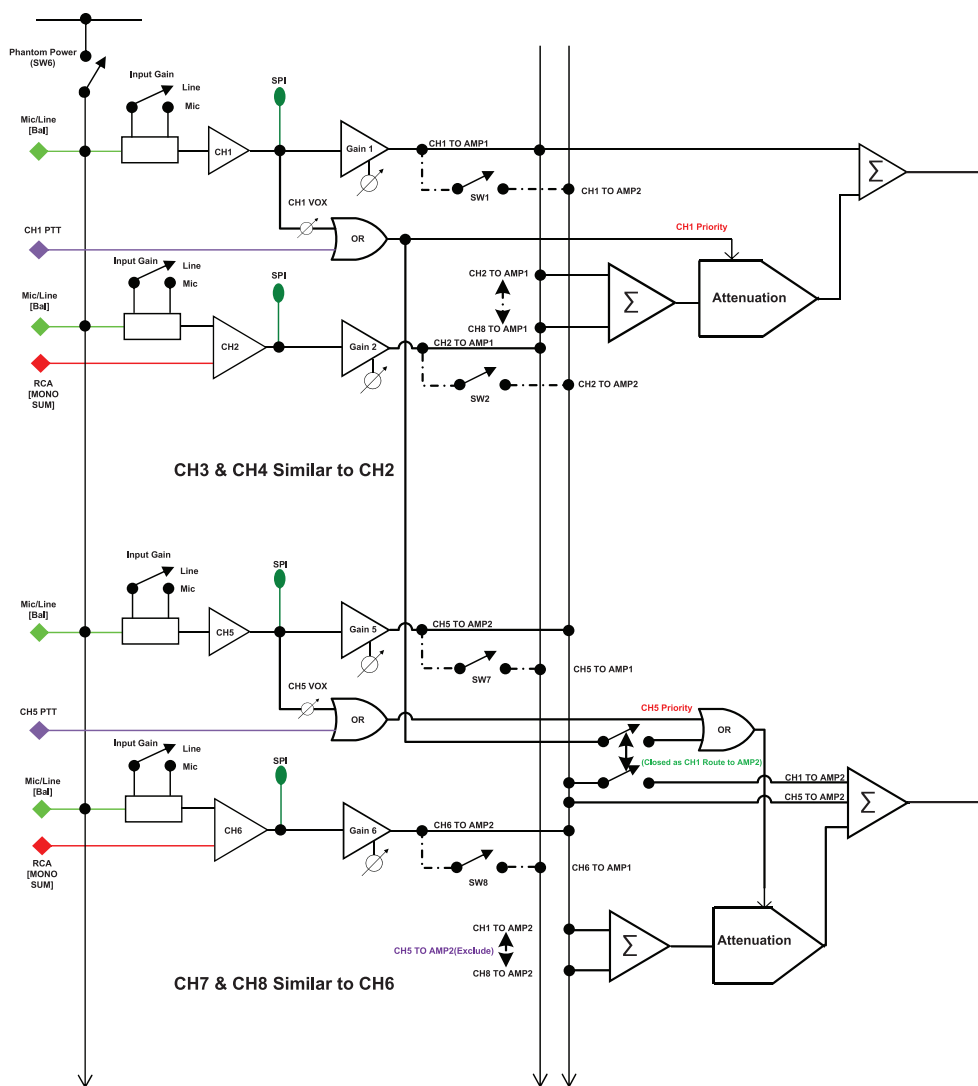 Phantom Power
(SW6)
Input Gain
Line
Mic
SPI
Mic/Line
[Bal]
CH1
Gain 1
CH1 TO AMP1
SW1
CH1 TO AMP2
Σ
CH1 VOX
CH1 PTT
OR
CH1 Priority
Input Gain
Line
Mic
SPI
Mic/Line
[Bal]
CH2
Gain 2
CH2 TO AMP1
CH8 TO AMP1
Σ
Attenuation
CH2 TO AMP1
SW2
CH2 TO AMP2
RCA
[MONO
SUM]
CH3 & CH4 Similar to CH2
Input Gain
Line
Mic
SPI
Mic/Line
[Bal]
CH5
Gain 5
CH5 TO AMP2
SW7
CH5 TO AMP1
CH5 VOX
CH5 PTT
OR
CH5 Priority
OR
(Closed as CH1 Route to AMP2)
CH1 TO AMP2
CH5 TO AMP2
Σ
Input Gain
Line
Mic
SPI
Mic/Line
[Bal]
CH6
Gain 6
CH6 TO AMP2
SW8
CH6 TO AMP1
RCA
[MONO
SUM]
CH1 TO AMP2
CH5 TO AMP2(Exclude)
CH8 TO AMP2
Σ
Attenuation
CH7 & CH8 Similar to CH6